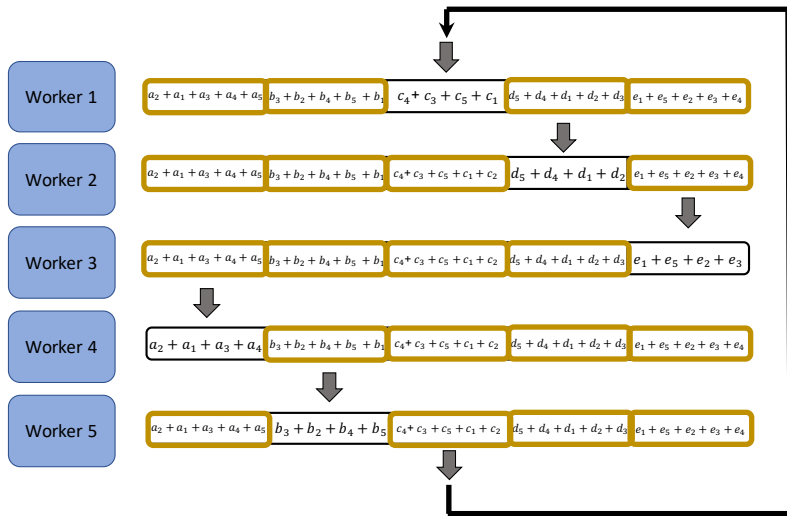 Worker 1
a₂ + a₁ + a₃ + a₄ + a₅ b₃ + b₂ + b₄ + b₅ + b₁ c₄+ c₃ + c₅ + c₁ d₅ + d₄ + d₁ + d₂ + d₃ e₁ + e₅ + e₂ + e₃ + e₄
Worker 2
a₂ + a₁ + a₃ + a₄ + a₅ b₃ + b₂ + b₄ + b₅ + b₁ c₄+ c₃ + c₅ + c₁ + c₂ d₅ + d₄ + d₁ + d₂ e₁ + e₅ + e₂ + e₃ + e₄
Worker 3
a₂ + a₁ + a₃ + a₄ + a₅ b₃ + b₂ + b₄ + b₅ + b₁ c₄+ c₃ + c₅ + c₁ + c₂ d₅ + d₄ + d₁ + d₂ + d₃ e₁ + e₅ + e₂ + e₃
Worker 4
a₂ + a₁ + a₃ + a₄ b₃ + b₂ + b₄ + b₅ + b₁ c₄+ c₃ + c₅ + c₁ + c₂ d₅ + d₄ + d₁ + d₂ + d₃ e₁ + e₅ + e₂ + e₃ + e₄
Worker 5
a₂ + a₁ + a₃ + a₄ + a₅ b₃ + b₂ + b₄ + b₅ c₄+ c₃ + c₅ + c₁ + c₂ d₅ + d₄ + d₁ + d₂ + d₃ e₁ + e₅ + e₂ + e₃ + e₄